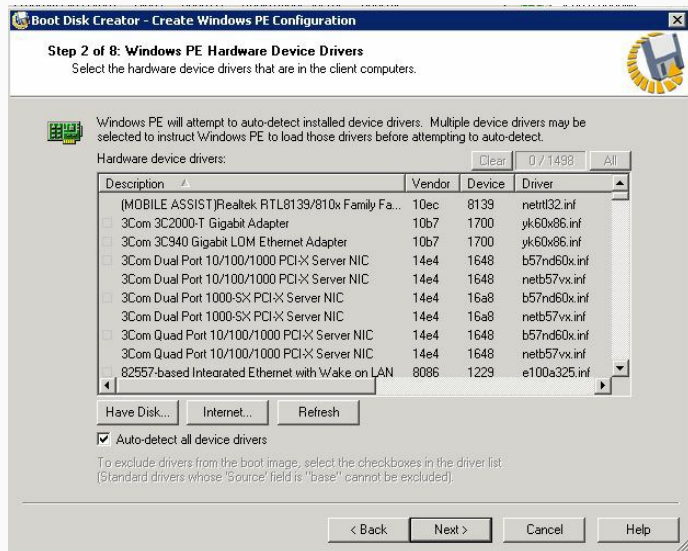 Boot Disk Creator - Create Windows PE Configuration
Step 2 of 8: Windows PE Hardware Device Drivers
Select the hardware device drivers that are in the client computers.
Windows PE will attempt to auto-detect installed device drivers. Multiple device drivers may be
selected to instruct Windows PE to load those drivers before attempting to auto-detect.
Hardware device drivers: Clear 0 / 1498 All
Description Vendor Device Driver
(MOBILE ASSIST)Realtek RTL8139/810x Family Fa... 10ec 8139 netrtl32.inf
3Com 3C2000-T Gigabit Adapter 10b7 1700 yk60x86.inf
3Com 3C940 Gigabit LOM Ethernet Adapter 10b7 1700 yk60x86.inf
3Com Dual Port 10/100/1000 PCI-X Server NIC 14e4 1648 b57nd60x.inf
3Com Dual Port 10/100/1000 PCI-X Server NIC 14e4 1648 netb57vx.inf
3Com Dual Port 1000-SX PCI-X Server NIC 14e4 16a8 b57nd60x.inf
3Com Dual Port 1000-SX PCI-X Server NIC 14e4 16a8 netb57vx.inf
3Com Quad Port 10/100/1000 PCI-X Server NIC 14e4 1648 b57nd60x.inf
3Com Quad Port 10/100/1000 PCI-X Server NIC 14e4 1648 netb57vx.inf
82557-based Integrated Ethernet with Wake on LAN 8086 1229 e100a325.inf
Have Disk... Internet... Refresh
Auto-detect all device drivers
To exclude drivers from the boot image, select the checkboxes in the driver list
(Standard drivers whose 'Source' field is "base" cannot be excluded).
< Back Next > Cancel Help